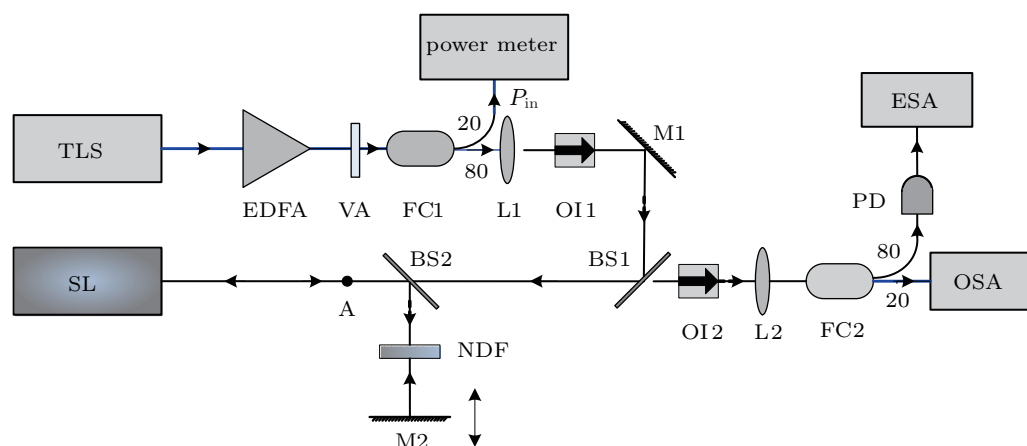 power meter
P_in
20
80
TLS
EDFA
VA
FC1
L1
OI1
M1
ESA
PD
80
20
OSA
SL
A
BS2
BS1
OI2
L2
FC2
NDF
M2